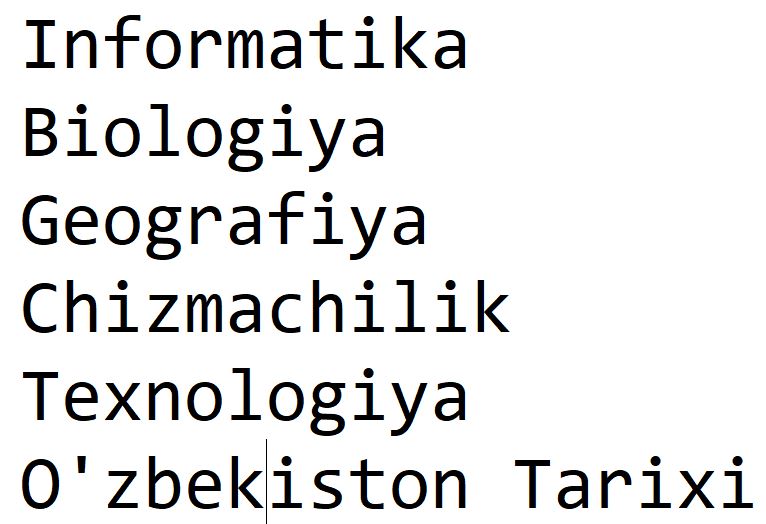 Informatika
Biologiya
Geografiya
Chizmachilik
Texnologiya
O'zbekiston Tarixi